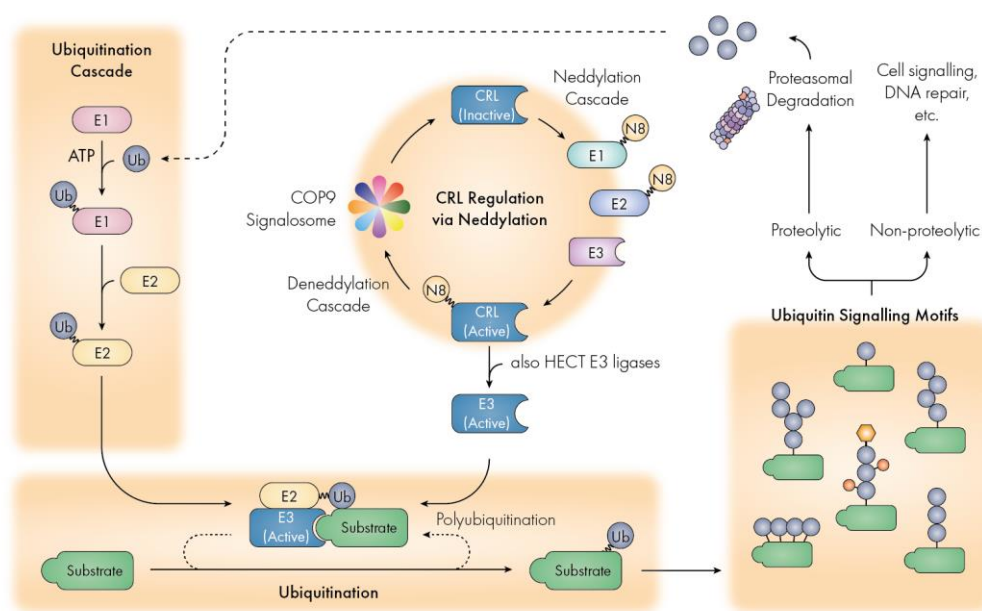 Ubiquitination
Cascade
E1
ATP
Ub
Ub
E1
E2
Ub
E2
CRL
(Inactive)
Neddylation
Cascade
N8
E1
N8
E2
E3
COP9
Signalosome
CRL Regulation
via Neddylation
Deneddylation
Cascade
N8
CRL
(Active)
also HECT E3 ligases
E3
(Active)
Proteasomal
Degradation
Cell signalling,
DNA repair,
etc.
Proteolytic
Non-proteolytic
Ubiquitin Signalling Motifs
E2
Ub
E3
(Active)
Substrate
Polyubiquitination
Substrate
Ub
Substrate
Ubiquitination